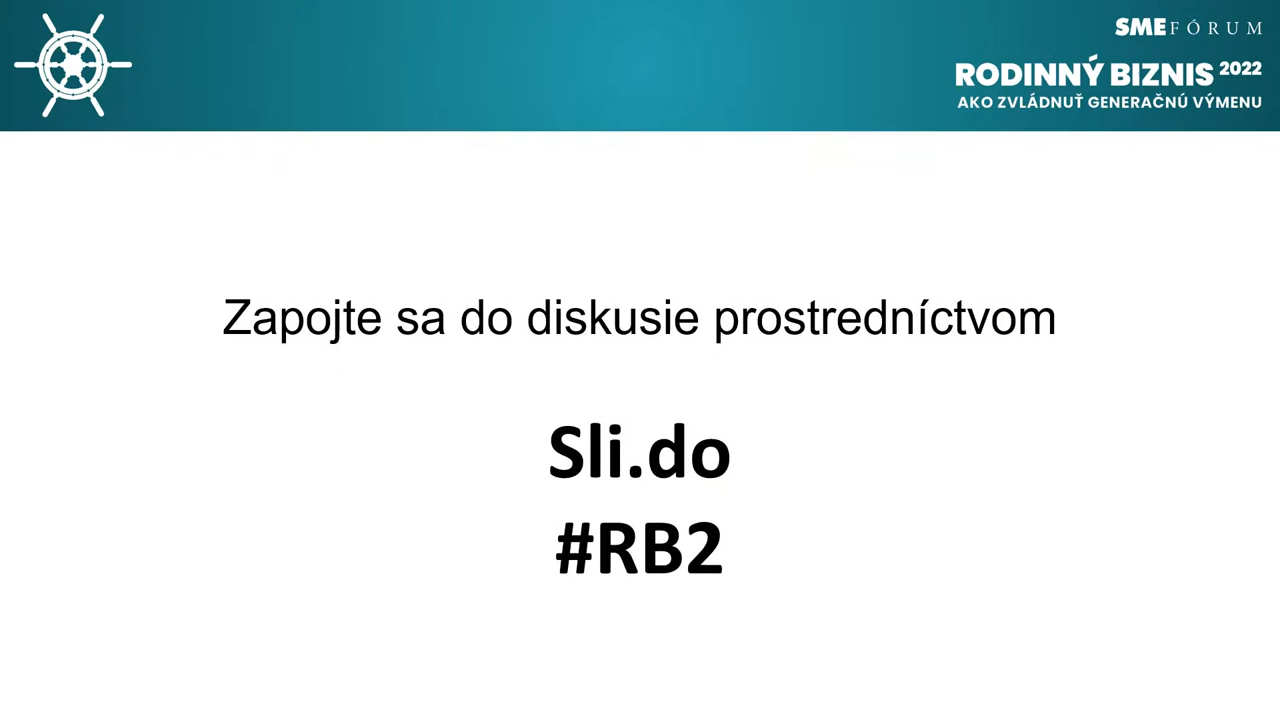 SME FÓRUM
RODINNÝ BIZNIS 2022
AKO ZVLÁDNUŤ GENERAČNÚ VÝMENU
Zapojte sa do diskusie prostredníctvom
Sli.do
#RB2